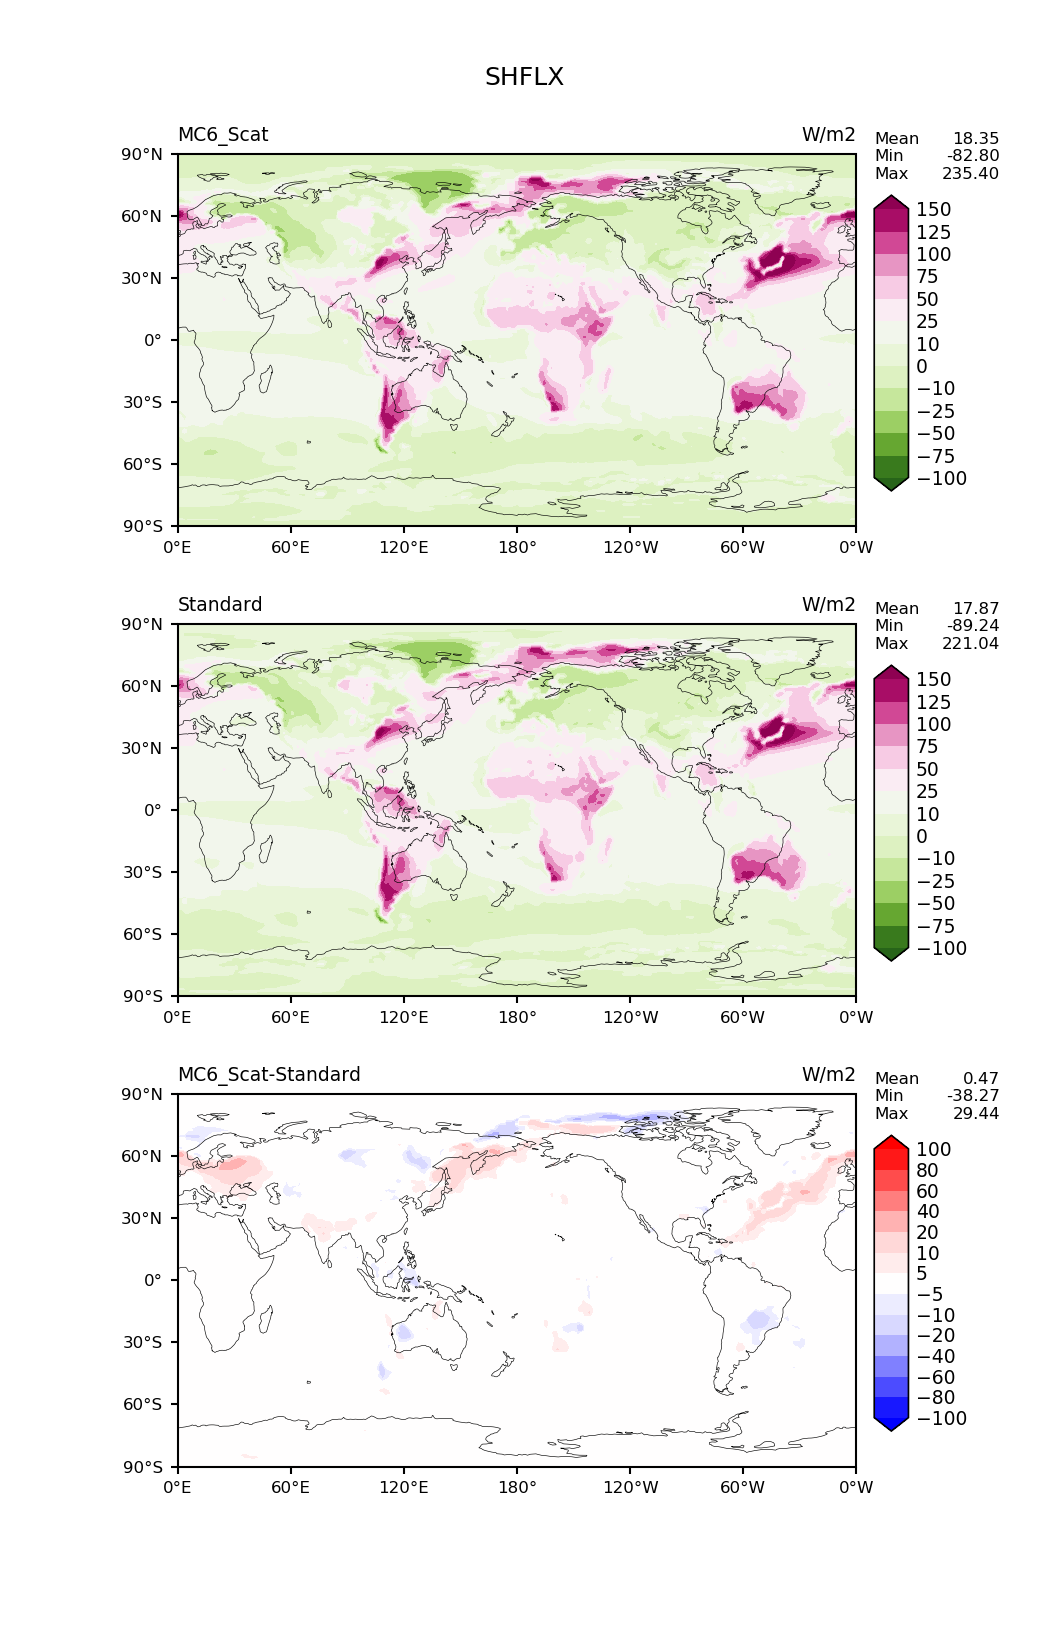 SHFLX
MC6_Scat W/m2
Mean 18.35
Min -82.80
Max 235.40
90°N
60°N
30°N
0°
30°S
60°S
90°S
0°E 60°E 120°E 180° 120°W 60°W 0°W
150
125
100
75
50
25
10
0
−10
−25
−50
−75
−100
Standard W/m2
Mean 17.87
Min -89.24
Max 221.04
90°N
60°N
30°N
0°
30°S
60°S
90°S
0°E 60°E 120°E 180° 120°W 60°W 0°W
150
125
100
75
50
25
10
0
−10
−25
−50
−75
−100
MC6_Scat-Standard W/m2
Mean 0.47
Min -38.27
Max 29.44
90°N
60°N
30°N
0°
30°S
60°S
90°S
0°E 60°E 120°E 180° 120°W 60°W 0°W
100
80
60
40
20
10
5
−5
−10
−20
−40
−60
−80
−100